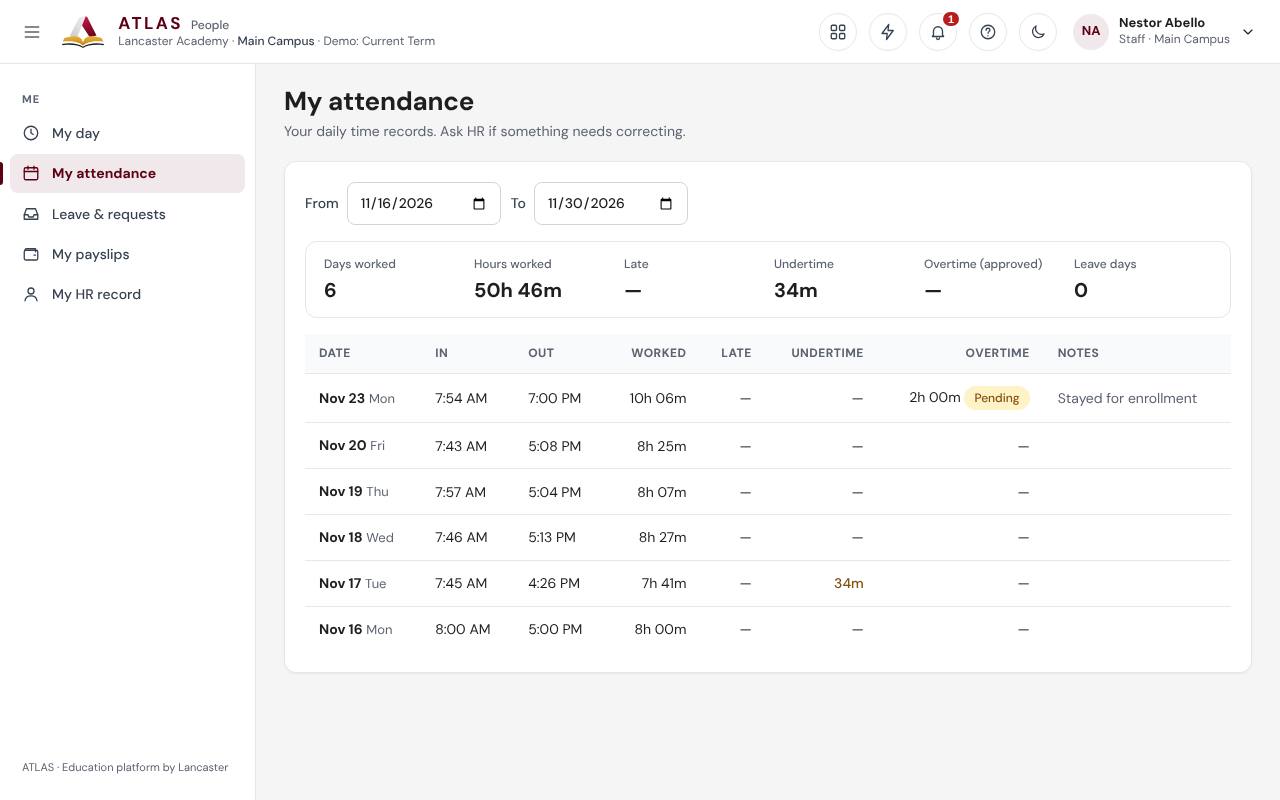 ATLAS People
Lancaster Academy · Main Campus · Demo: Current Term
1
NA
Nestor Abello
Staff · Main Campus
ME
My day
My attendance
Leave & requests
My payslips
My HR record
ATLAS · Education platform by Lancaster
My attendance
Your daily time records. Ask HR if something needs correcting.
From 11/16/2026 To 11/30/2026
Days worked Hours worked Late Undertime Overtime (approved) Leave days
6 50h 46m — 34m — 0
DATE IN OUT WORKED LATE UNDERTIME OVERTIME NOTES
Nov 23 Mon 7:54 AM 7:00 PM 10h 06m — — 2h 00m Pending Stayed for enrollment
Nov 20 Fri 7:43 AM 5:08 PM 8h 25m — — —
Nov 19 Thu 7:57 AM 5:04 PM 8h 07m — — —
Nov 18 Wed 7:46 AM 5:13 PM 8h 27m — — —
Nov 17 Tue 7:45 AM 4:26 PM 7h 41m — 34m —
Nov 16 Mon 8:00 AM 5:00 PM 8h 00m — — —